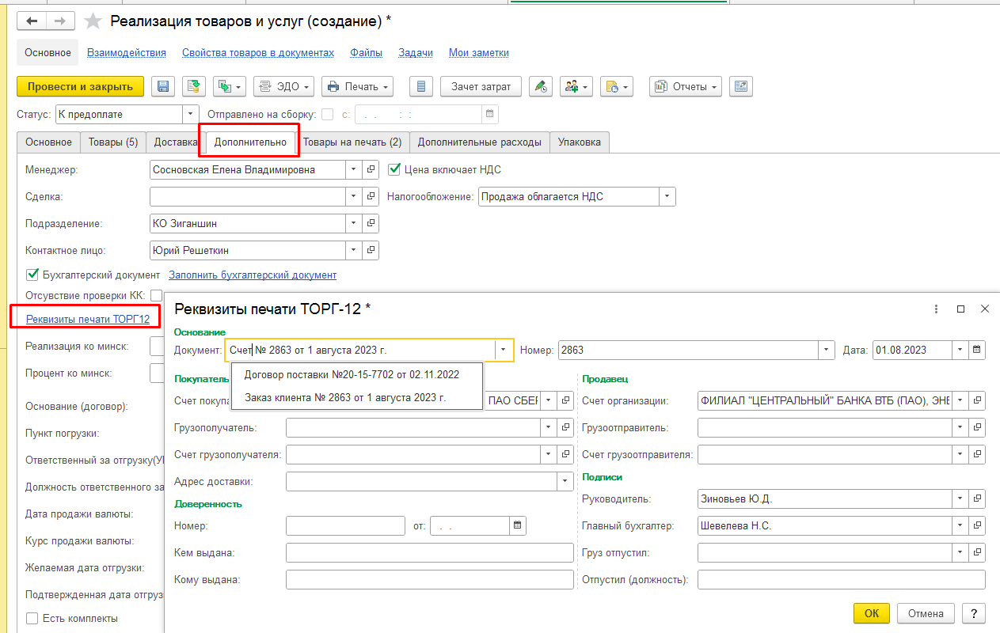 Реализация товаров и услуг (создание) *
Основное Взаимодействия Свойства товаров в документах Файлы Задачи Мои заметки
Провести и закрыть ЭДО Печать Зачет затрат Отчеты
Статус: К предоплате Отправлено на сборку: с: . . : :
Основное Товары (5) Доставка Дополнительно Товары на печать (2) Дополнительные расходы Упаковка
Менеджер: Сосновская Елена Владимировна Цена включает НДС
Сделка: Налогообложение: Продажа облагается НДС
Подразделение: КО Зиганшин
Контактное лицо: Юрий Решеткин
Бухгалтерский документ Заполнить бухгалтерский документ
Отсувствие проверки КК:
Реквизиты печати ТОРГ12
Реализация ко минск:
Процент ко минск:
Основание (договор):
Пункт погрузки:
Ответственный за отгрузку(У
Должность ответственного за
Дата продажи валюты:
Курс продажи валюты:
Желаемая дата отгрузки:
Подтвержденная дата отгруз
Есть комплекты
Реквизиты печати ТОРГ-12 *
Основание
Документ: Счет № 2863 от 1 августа 2023 г. Номер: 2863 Дата: 01.08.2023
Договор поставки №20-15-7702 от 02.11.2022
Заказ клиента № 2863 от 1 августа 2023 г.
Покупатель Продавец
Счет покупа ПАО СБЕР Счет организации: ФИЛИАЛ "ЦЕНТРАЛЬНЫЙ" БАНКА ВТБ (ПАО), ЭНЕ
Грузополучатель: Грузоотправитель:
Счет грузополучателя: Счет грузоотправителя:
Адрес доставки: Подписи
Доверенность Руководитель: Зиновьев Ю.Д.
Номер: от: . . Главный бухгалтер: Шевелева Н.С.
Кем выдана: Груз отпустил:
Кому выдана: Отпустил (должность):
ОК Отмена ?